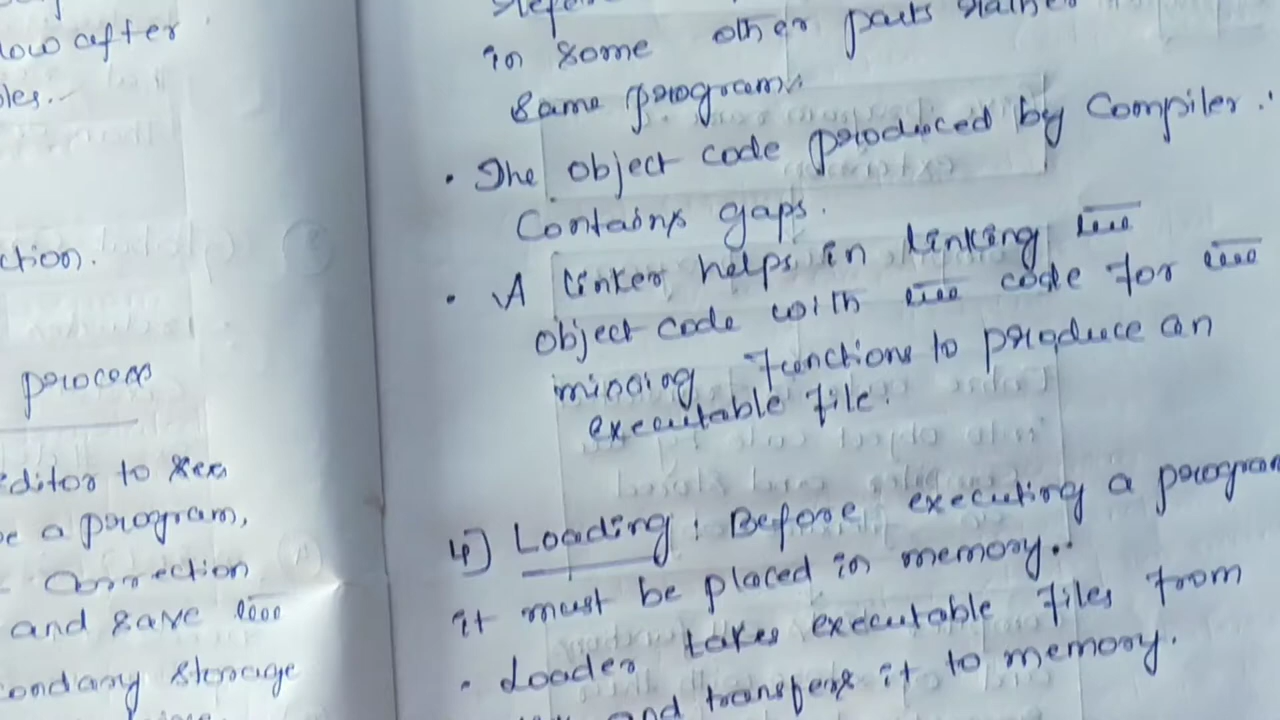 low after
ction.
process
editor to see
a program,
Correction
and save
storage
in some other parts rather
same program.
• The object code produced by Compiler.
Contains gaps.
• A linker helps in linking
object code with code for
missing functions to produce an
executable file.
4) Loading: Before executing a program
it must be placed in memory..
• Loader takes executable files from
and transfers it to memory.